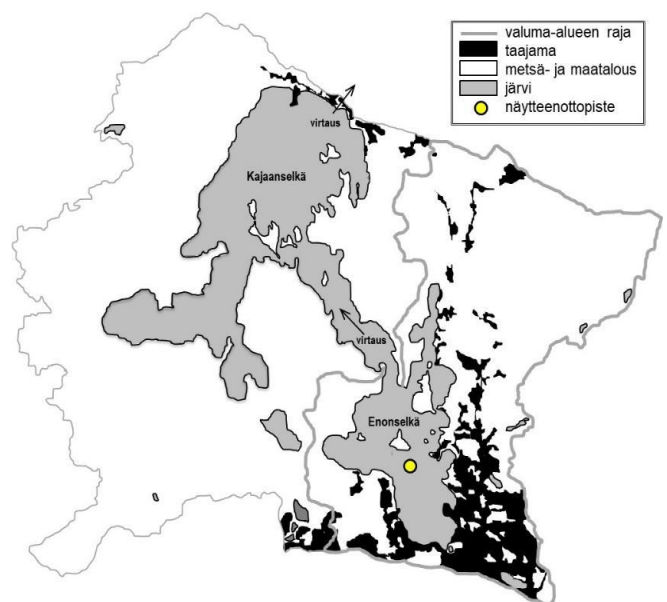 valuma-alueen raja
taajama
metsä- ja maatalous
järvi
näytteenottopiste
virtaus
Kajaanselkä
virtaus
Enonselkä